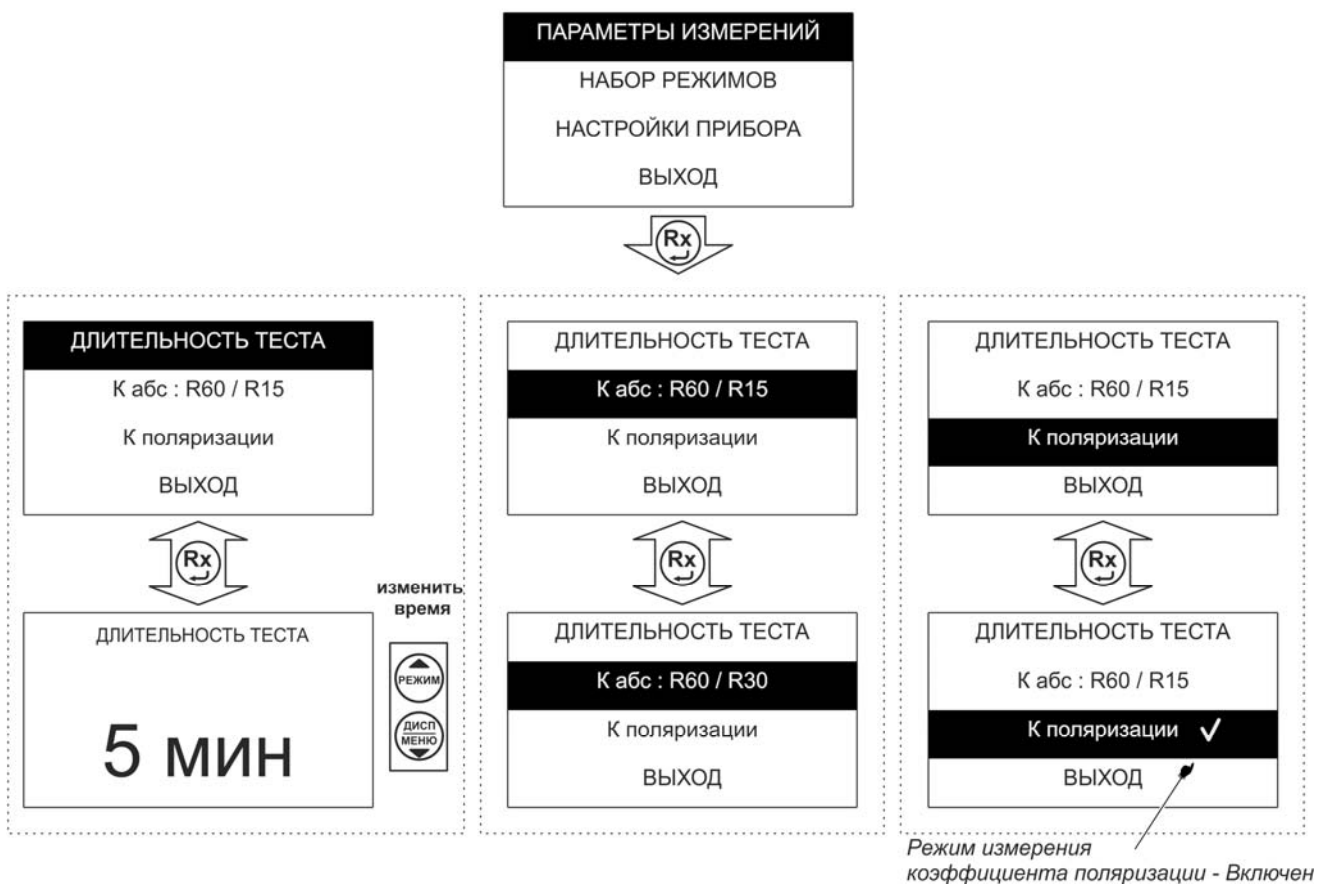 ПАРАМЕТРЫ ИЗМЕРЕНИЙ
НАБОР РЕЖИМОВ
НАСТРОЙКИ ПРИБОРА
ВЫХОД
Rx
ДЛИТЕЛЬНОСТЬ ТЕСТА
К абс : R60 / R15
К поляризации
ВЫХОД
Rx
ДЛИТЕЛЬНОСТЬ ТЕСТА
5 мин
изменить
время
РЕЖИМ
ДИСП
МЕНЮ
ДЛИТЕЛЬНОСТЬ ТЕСТА
К абс : R60 / R15
К поляризации
ВЫХОД
Rx
ДЛИТЕЛЬНОСТЬ ТЕСТА
К абс : R60 / R30
К поляризации
ВЫХОД
ДЛИТЕЛЬНОСТЬ ТЕСТА
К абс : R60 / R15
К поляризации
ВЫХОД
Rx
ДЛИТЕЛЬНОСТЬ ТЕСТА
К абс : R60 / R15
К поляризации ✓
ВЫХОД
Режим измерения
коэффициента поляризации - Включен